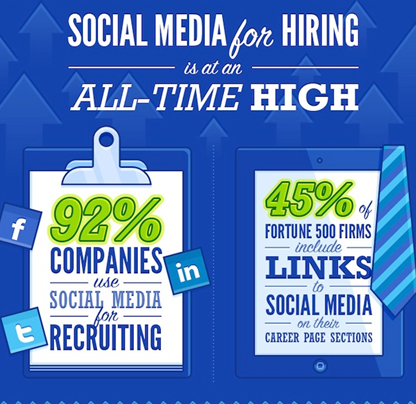 SOCIAL MEDIA for HIRING
is at an
ALL-TIME HIGH
92%
COMPANIES
use
SOCIAL MEDIA
for
RECRUITING
f
in
t
45% of
FORTUNE 500 FIRMS
include
LINKS
to
SOCIAL MEDIA
on their
CAREER PAGE SECTIONS